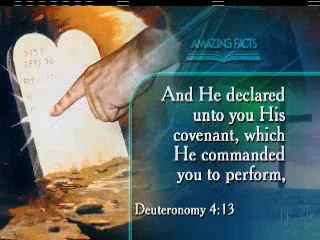 AMAZING FACTS
And He declared
unto you His
covenant, which
He commanded
you to perform,
Deuteronomy 4:13